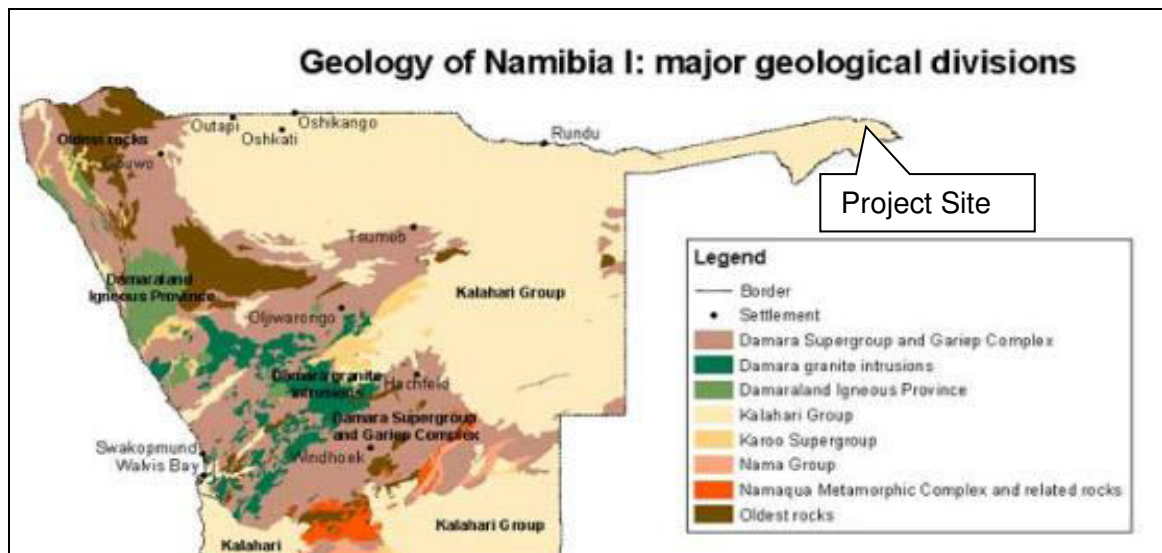 Geology of Namibia I: major geological divisions
Oshikango
Outapi
Oshkati
Rundu
Oldest rocks
Opuwo
Project Site
Tsumeb
Legend
Border
Settlement
Damara Supergroup and Gariep Complex
Damara granite intrusions
Damaraland Igneous Province
Kalahari Group
Karoo Supergroup
Nama Group
Namaqua Metamorphic Complex and related rocks
Oldest rocks
Damaraland
Igneous Province
Kalahari Group
Otjiwarongo
Damara granite
intrusions
Hochfeld
Damara Supergroup
and Gariep Complex
Swakopmund
Walvis Bay
Windhoek
Kalahari Group
Kalahari